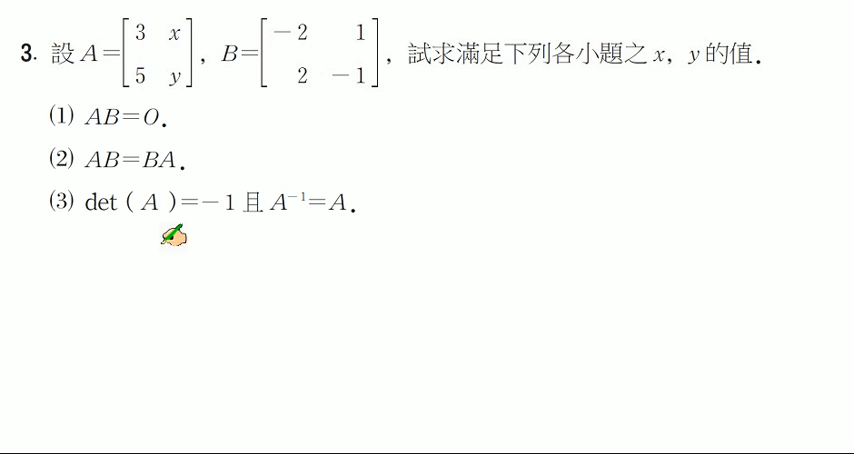 3. 設 A=[3 x; 5 y],B=[-2 1; 2 -1],試求滿足下列各小題之 x,y 的值.
(1) AB=O.
(2) AB=BA.
(3) det ( A )=-1 且 A⁻¹=A.